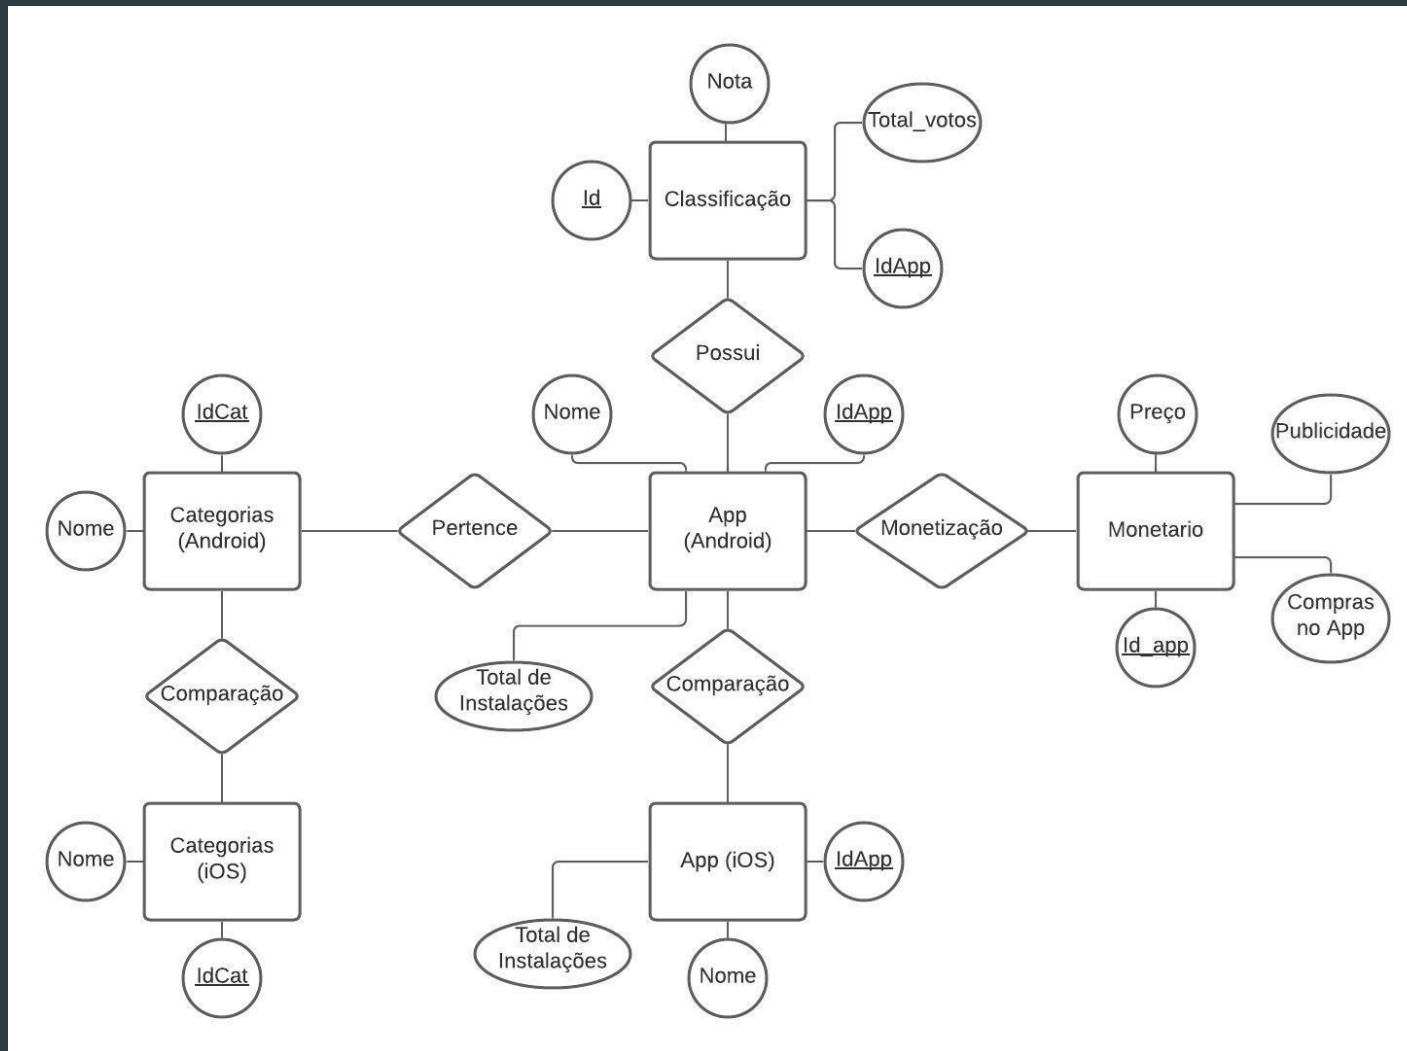 Nota
Total_votos
Id
Classificação
IdApp
Possui
IdCat
Nome
IdApp
Preço
Publicidade
Nome
Categorias
(Android)
Pertence
App
(Android)
Monetização
Monetario
Compras
no App
Id_app
Total de
Instalações
Comparação
Comparação
Nome
Categorias
(iOS)
App (iOS)
IdApp
Total de
Instalações
IdCat
Nome